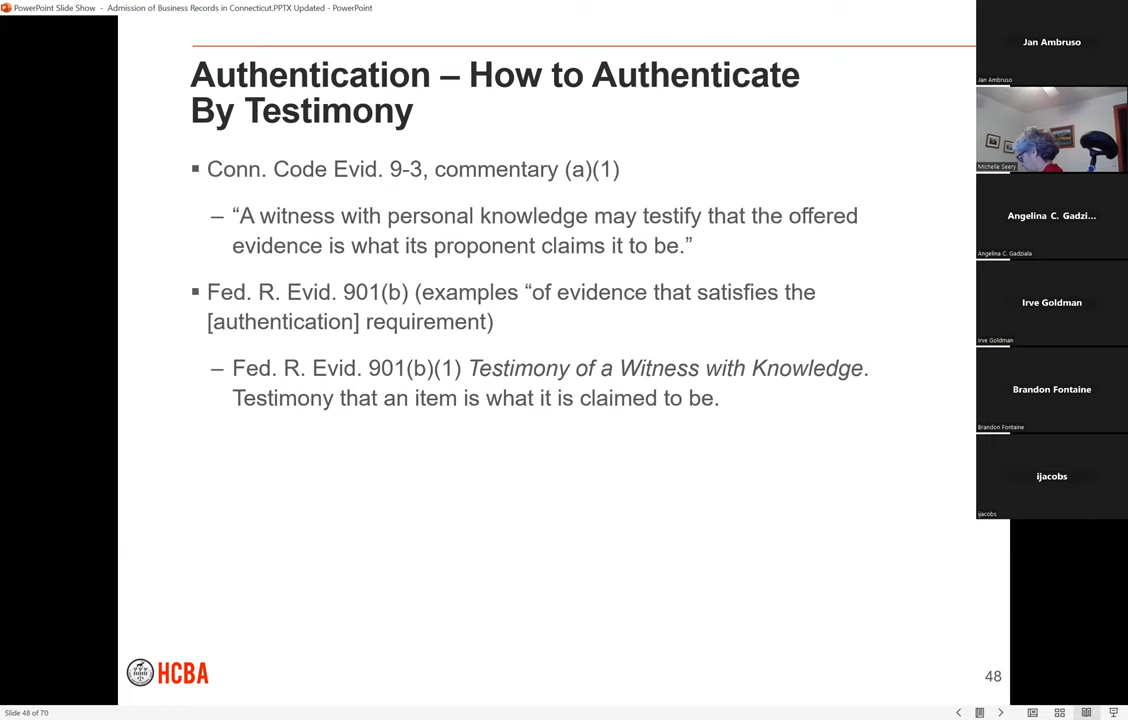 PowerPoint Slide Show - Admission of Business Records in Connecticut.PPTX Updated - PowerPoint
Authentication – How to Authenticate
By Testimony
▪ Conn. Code Evid. 9-3, commentary (a)(1)
– “A witness with personal knowledge may testify that the offered
evidence is what its proponent claims it to be.”
▪ Fed. R. Evid. 901(b) (examples “of evidence that satisfies the
[authentication] requirement)
– Fed. R. Evid. 901(b)(1) Testimony of a Witness with Knowledge.
Testimony that an item is what it is claimed to be.
HCBA
48
Slide 48 of 70
Jan Ambruso
Jan Ambruso
Michelle Seery
Angelina C. Gadzi...
Angelina C. Gadziala
Irve Goldman
Irve Goldman
Brandon Fontaine
Brandon Fontaine
ijacobs
ijacobs